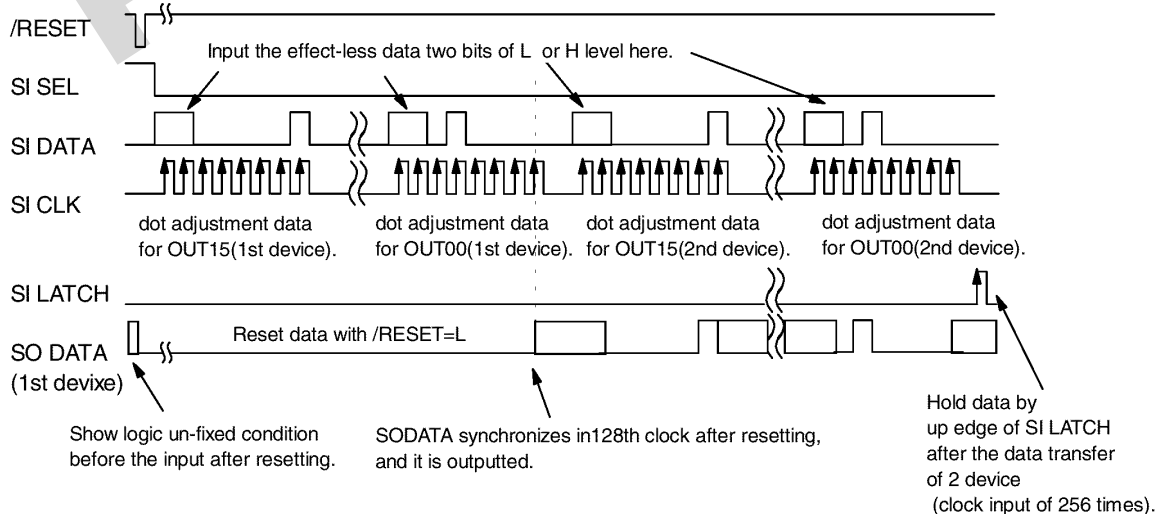 /RESET
Input the effect-less data two bits of L or H level here.
SI SEL
SI DATA
SI CLK
dot adjustment data
for OUT15(1st device).
dot adjustment data
for OUT00(1st device).
dot adjustment data
for OUT15(2nd device).
dot adjustment data
for OUT00(2nd device).
SI LATCH
Reset data with /RESET=L
SO DATA
(1st devixe)
Show logic un-fixed condition
before the input after resetting.
SODATA synchronizes in128th clock after resetting,
and it is outputted.
Hold data by
up edge of SI LATCH
after the data transfer
of 2 device
(clock input of 256 times).